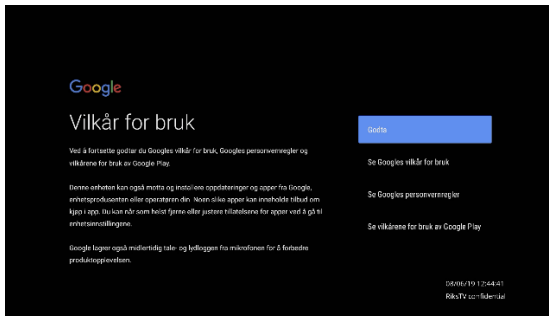 Google
Vilkår for bruk
Ved å fortsette godtar du Googles vilkår for bruk, Googles personvernregler og
vilkårene for bruk av Google Play.
Denne enheten kan også motta og installere oppdateringer og apper fra Google,
enhetsprodusenten eller operatøren din. Noen slike apper kan inneholde tilbud om
kjøp i app. Du kan når som helst fjerne eller justere tillatelsene for apper ved å gå til
enhetsinnstillingene.
Google lagrer også midlertidig tale- og lydloggen fra mikrofonen for å forbedre
produktopplevelsen.
Godta
Se Googles vilkår for bruk
Se Googles personvernregler
Se vilkårene for bruk av Google Play
08/06/19 12:44:41
RiksTV confidential